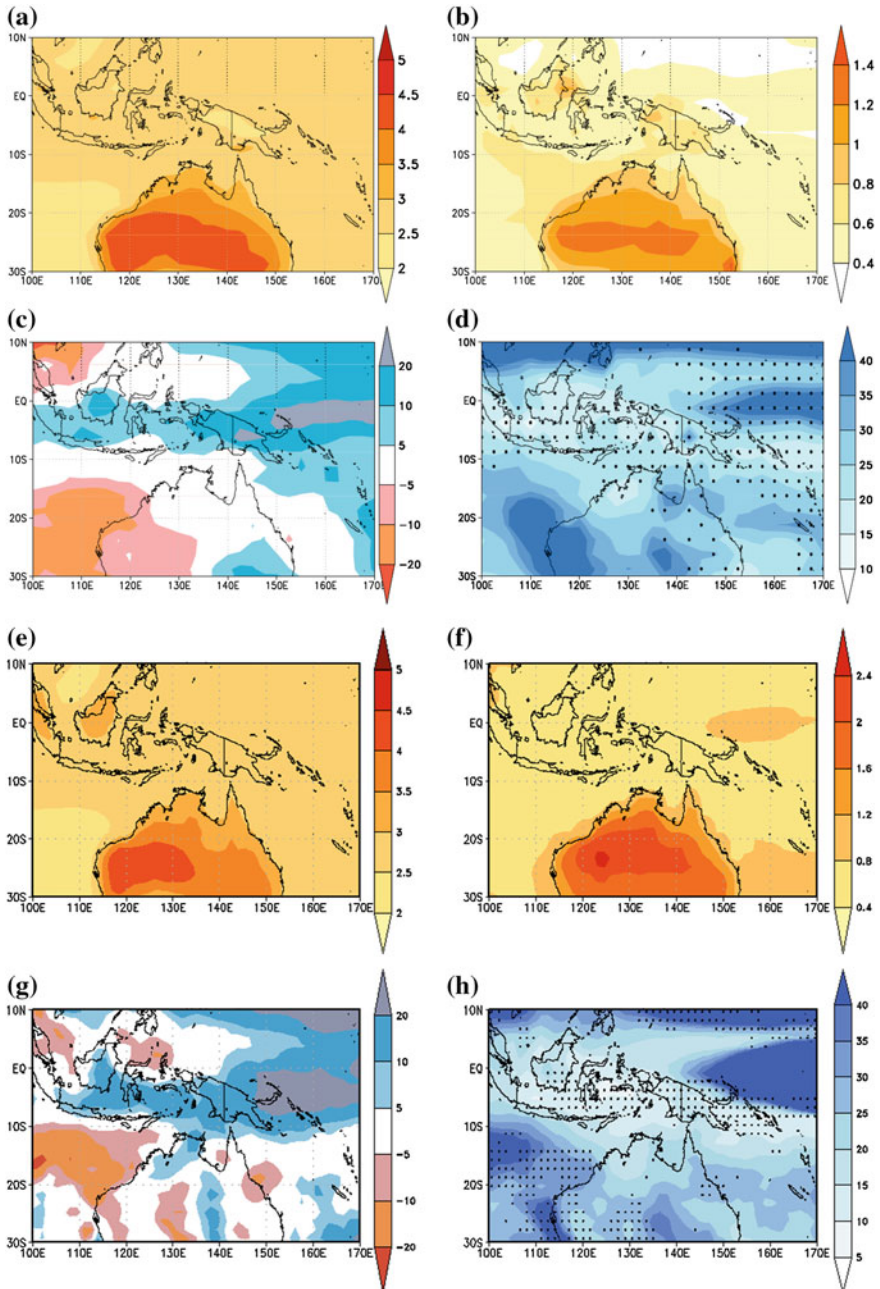 (a)
(b)
10N
EQ
10S
20S
30S
100E 110E 120E 130E 140E 150E 160E 170E
5
4.5
4
3.5
3
2.5
2
10N
EQ
10S
20S
30S
100E 110E 120E 130E 140E 150E 160E 170E
1.4
1.2
1
0.8
0.6
0.4
(c)
(d)
10N
EQ
10S
20S
30S
100E 110E 120E 130E 140E 150E 160E 170E
20
10
5
-5
-10
-20
10N
EQ
10S
20S
30S
100E 110E 120E 130E 140E 150E 160E 170E
40
35
30
25
20
15
10
(e)
(f)
10N
EQ
10S
20S
30S
100E 110E 120E 130E 140E 150E 160E 170E
5
4.5
4
3.5
3
2.5
2
10N
EQ
10S
20S
30S
100E 110E 120E 130E 140E 150E 160E 170E
2.4
2
1.6
1.2
0.8
0.4
(g)
(h)
10N
EQ
10S
20S
30S
100E 110E 120E 130E 140E 150E 160E 170E
20
10
5
-5
-10
-20
10N
EQ
10S
20S
30S
100E 110E 120E 130E 140E 150E 160E 170E
40
35
30
25
20
15
10
5